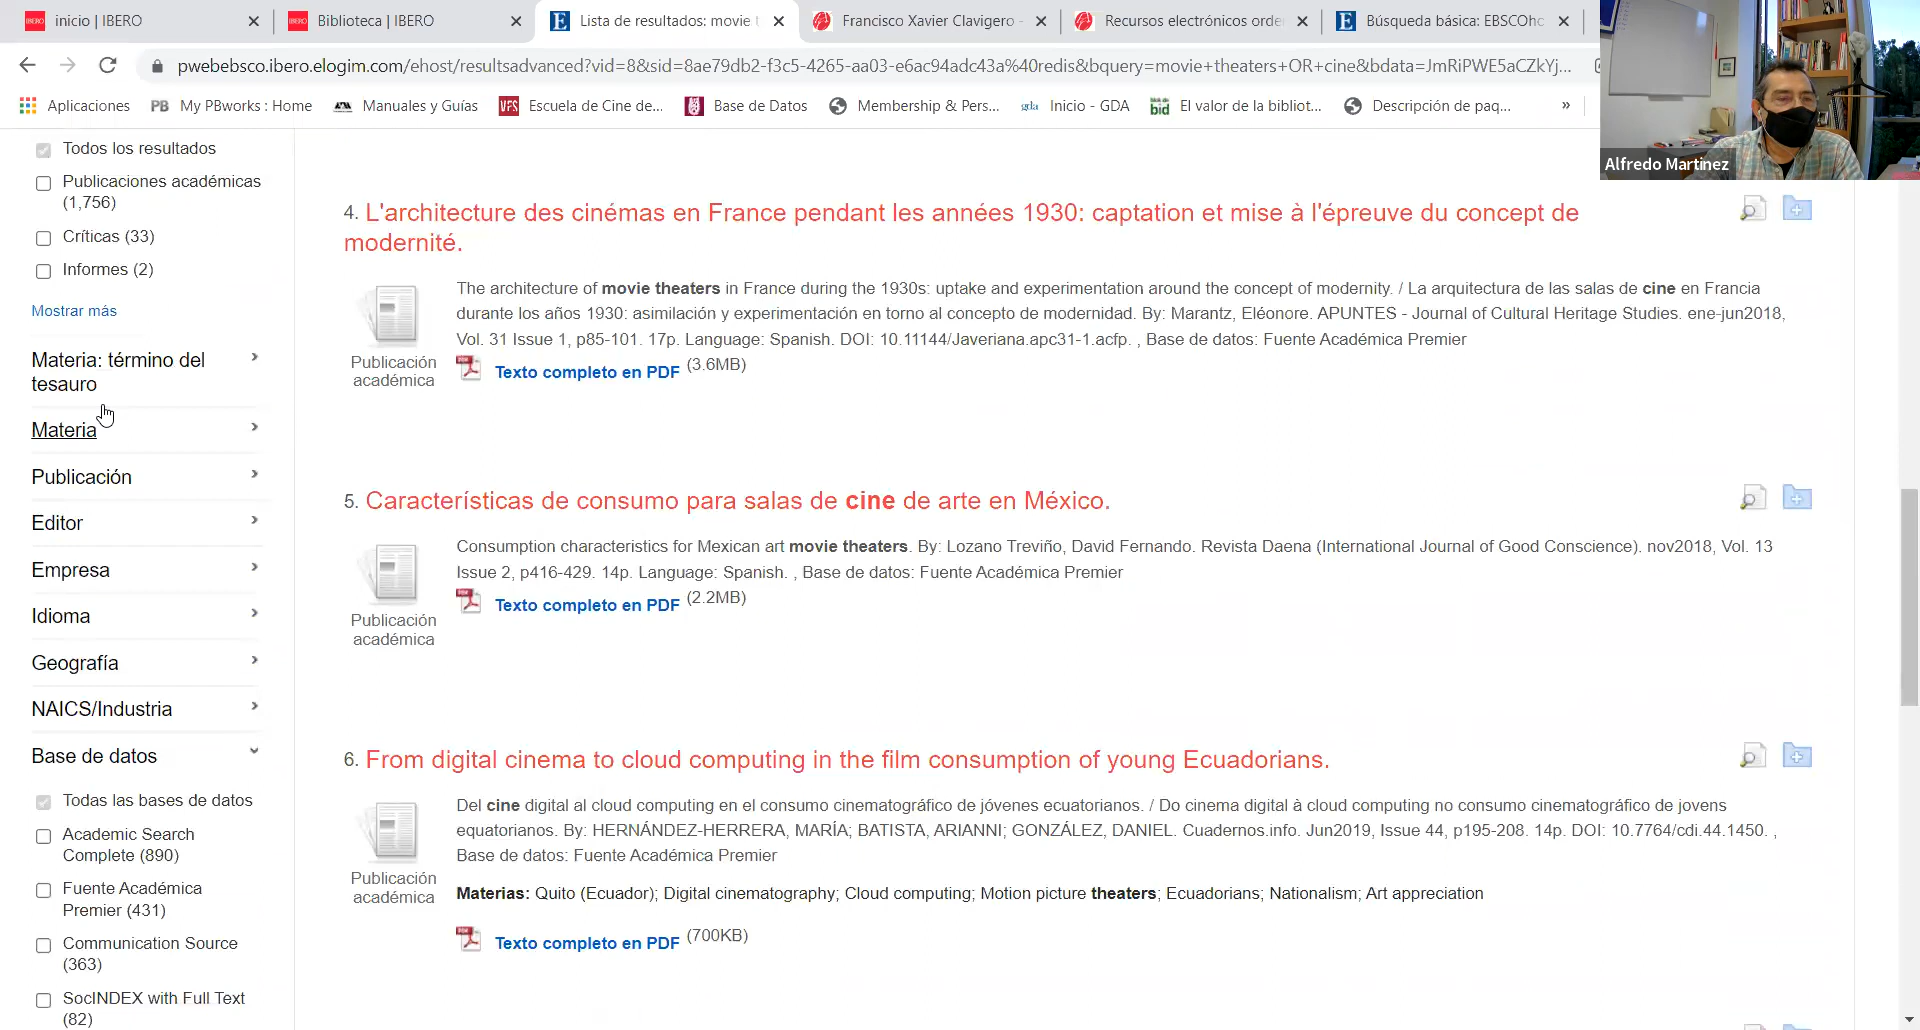 inicio | IBERO
Biblioteca | IBERO
Lista de resultados: movie t
Francisco Xavier Clavigero -
Recursos electrónicos orde
Búsqueda básica: EBSCOho
pwebebsco.ibero.elogim.com/ehost/resultsadvanced?vid=8&sid=8ae79db2-f3c5-4265-aa03-e6ac94adc43a%40redis&bquery=movie+theaters+OR+cine&bdata=JmRiPWE5aCZkYj...
Aplicaciones
PB My PBworks : Home
Manuales y Guías
VFS Escuela de Cine de...
Base de Datos
Membership & Pers...
gda Inicio - GDA
bid El valor de la bibliot...
Descripción de paq...
»
Alfredo Martinez
Todos los resultados
Publicaciones académicas
(1,756)
Críticas (33)
Informes (2)
Mostrar más
Materia: término del
tesauro
Materia
Publicación
Editor
Empresa
Idioma
Geografía
NAICS/Industria
Base de datos
Todas las bases de datos
Academic Search
Complete (890)
Fuente Académica
Premier (431)
Communication Source
(363)
SocINDEX with Full Text
(82)
4. L'architecture des cinémas en France pendant les années 1930: captation et mise à l'épreuve du concept de
modernité.
Publicación
académica
The architecture of movie theaters in France during the 1930s: uptake and experimentation around the concept of modernity. / La arquitectura de las salas de cine en Francia
durante los años 1930: asimilación y experimentación en torno al concepto de modernidad. By: Marantz, Eléonore. APUNTES - Journal of Cultural Heritage Studies. ene-jun2018,
Vol. 31 Issue 1, p85-101. 17p. Language: Spanish. DOI: 10.11144/Javeriana.apc31-1.acfp. , Base de datos: Fuente Académica Premier
Texto completo en PDF (3.6MB)
5. Características de consumo para salas de cine de arte en México.
Publicación
académica
Consumption characteristics for Mexican art movie theaters. By: Lozano Treviño, David Fernando. Revista Daena (International Journal of Good Conscience). nov2018, Vol. 13
Issue 2, p416-429. 14p. Language: Spanish. , Base de datos: Fuente Académica Premier
Texto completo en PDF (2.2MB)
6. From digital cinema to cloud computing in the film consumption of young Ecuadorians.
Publicación
académica
Del cine digital al cloud computing en el consumo cinematográfico de jóvenes ecuatorianos. / Do cinema digital à cloud computing no consumo cinematográfico de jovens
equatorianos. By: HERNÁNDEZ-HERRERA, MARÍA; BATISTA, ARIANNI; GONZÁLEZ, DANIEL. Cuadernos.info. Jun2019, Issue 44, p195-208. 14p. DOI: 10.7764/cdi.44.1450. ,
Base de datos: Fuente Académica Premier
Materias: Quito (Ecuador); Digital cinematography; Cloud computing; Motion picture theaters; Ecuadorians; Nationalism; Art appreciation
Texto completo en PDF (700KB)